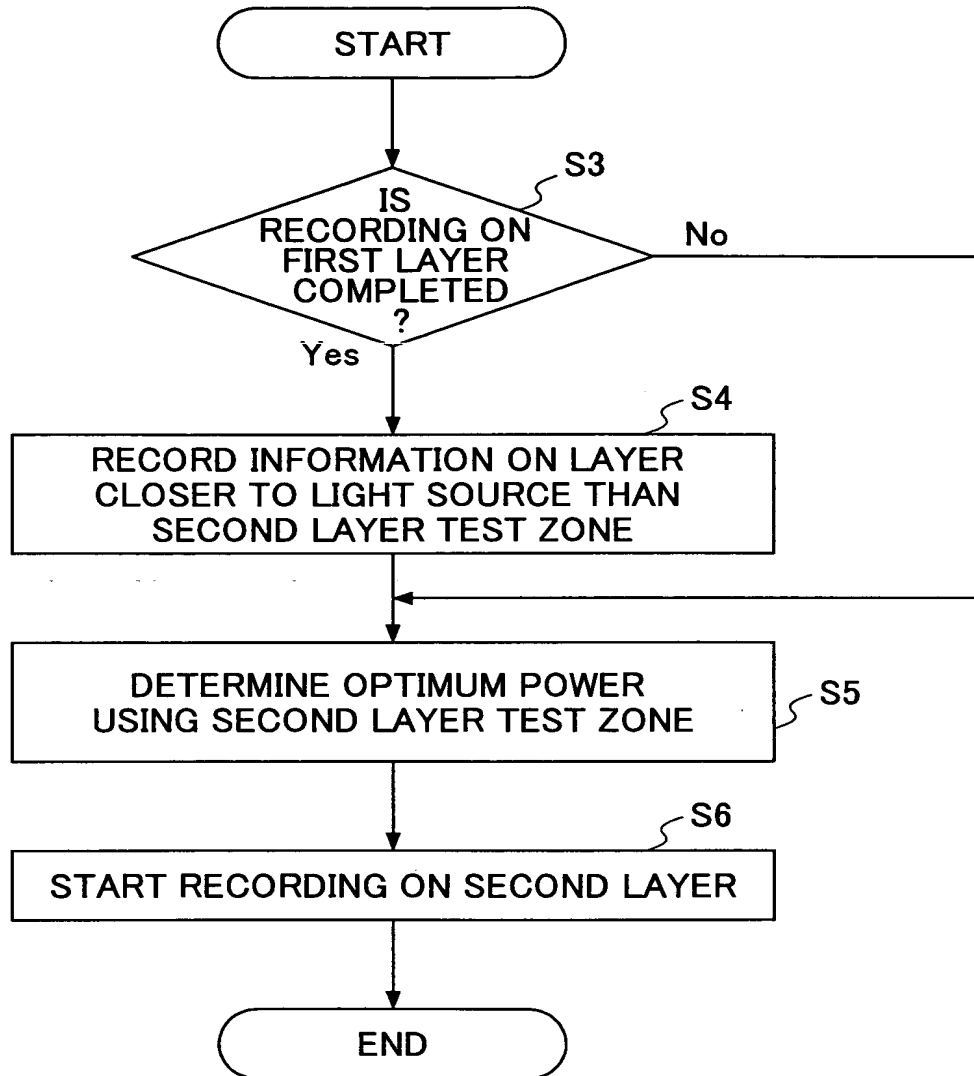 START
S3
IS
RECORDING ON
FIRST LAYER
COMPLETED
?
No
Yes
S4
RECORD INFORMATION ON LAYER
CLOSER TO LIGHT SOURCE THAN
SECOND LAYER TEST ZONE
DETERMINE OPTIMUM POWER
USING SECOND LAYER TEST ZONE
S5
S6
START RECORDING ON SECOND LAYER
END